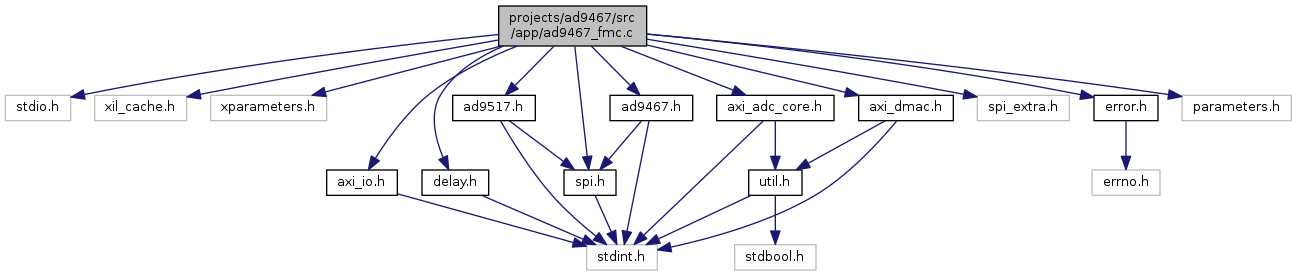 projects/ad9467/src
/app/ad9467_fmc.c
stdio.h
xil_cache.h
xparameters.h
ad9517.h
ad9467.h
axi_adc_core.h
axi_dmac.h
spi_extra.h
error.h
parameters.h
axi_io.h
delay.h
spi.h
util.h
errno.h
stdint.h
stdbool.h